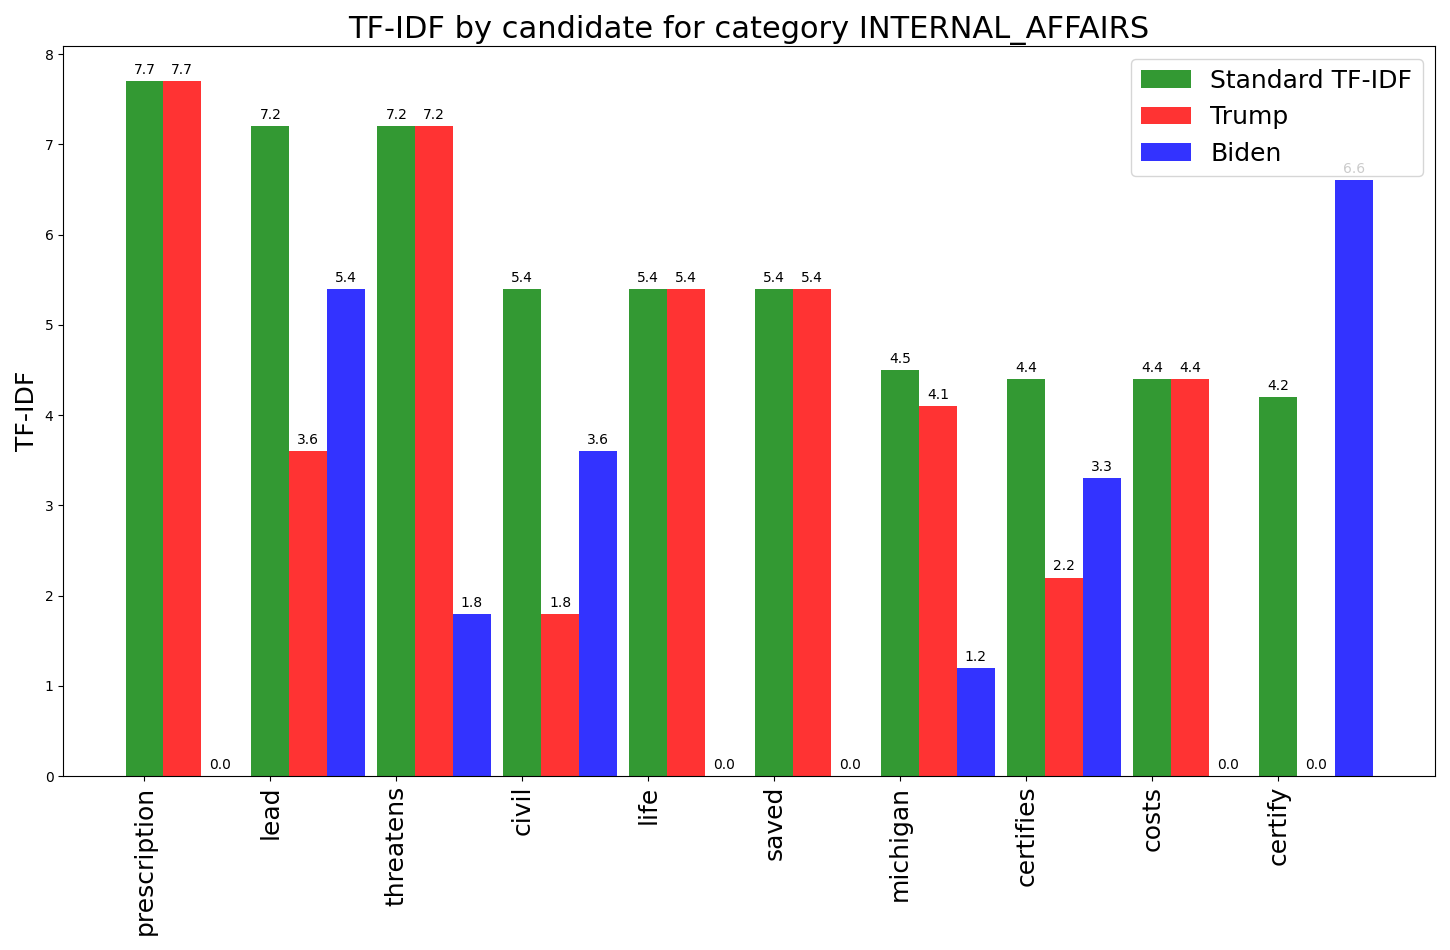 TF-IDF by candidate for category INTERNAL_AFFAIRS
Standard TF-IDF
Trump
Biden
TF-IDF
8
7
6
5
4
3
2
1
0
7.7 7.7 0.0
7.2 3.6 5.4
7.2 7.2 1.8
5.4 1.8 3.6
5.4 5.4 0.0
5.4 5.4 0.0
4.5 4.1 1.2
4.4 2.2 3.3
4.4 4.4 0.0
4.2 0.0 6.6
prescription
lead
threatens
civil
life
saved
michigan
certifies
costs
certify